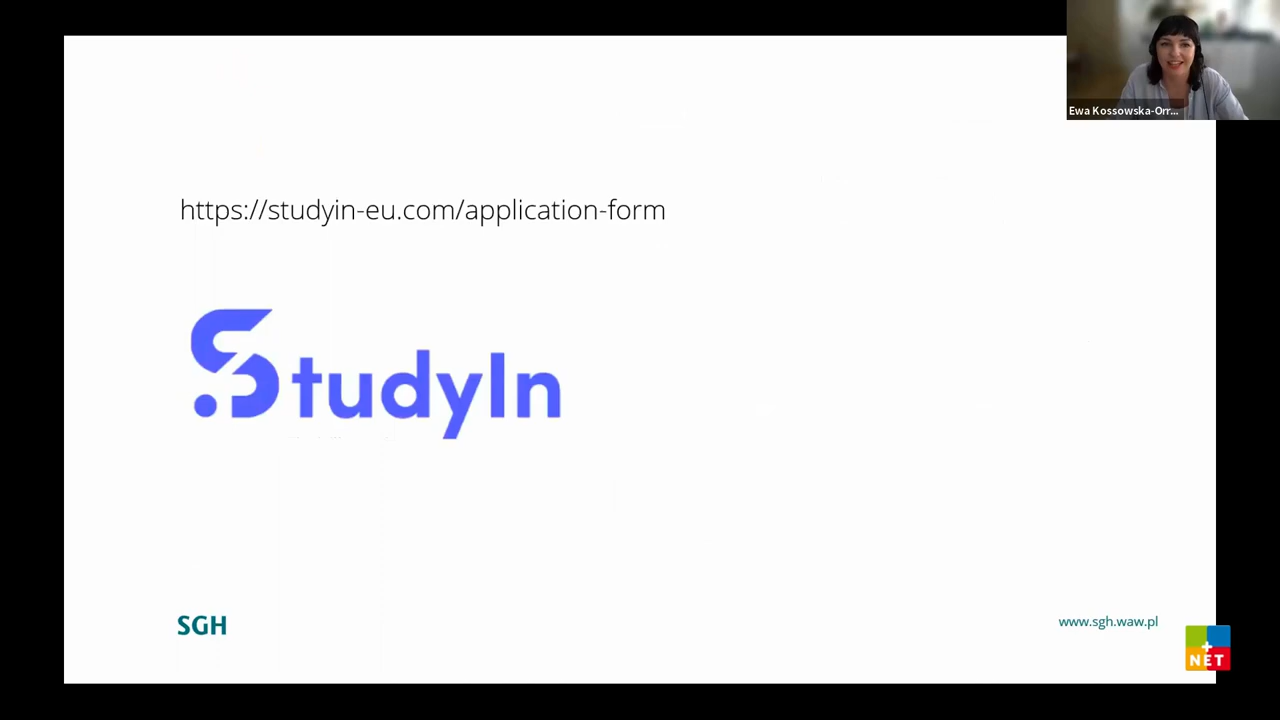 Ewa Kossowska-Orr...
https://studyin-eu.com/application-form
StudyIn
SGH
www.sgh.waw.pl
+
NET